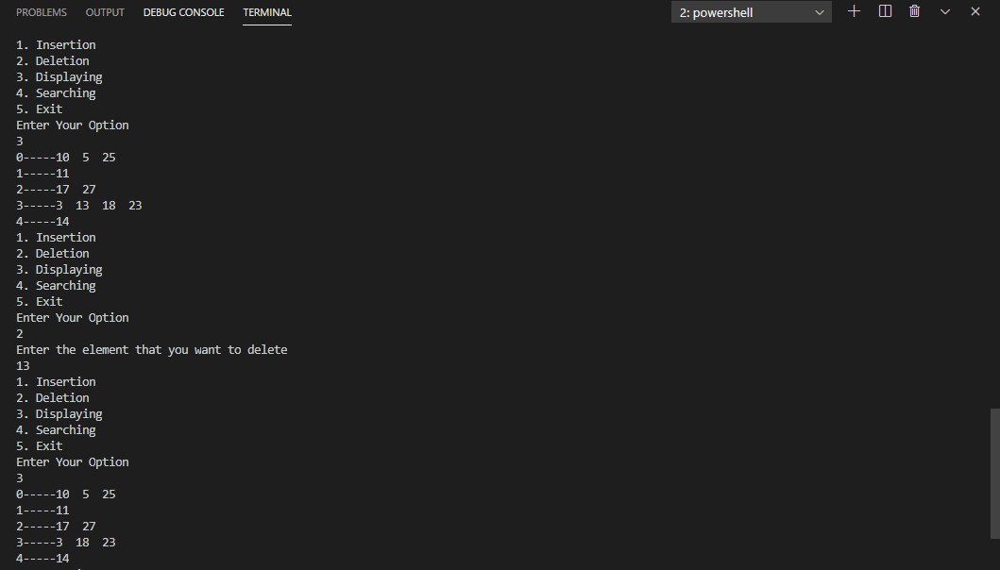 PROBLEMS OUTPUT DEBUG CONSOLE TERMINAL 2: powershell
1. Insertion
2. Deletion
3. Displaying
4. Searching
5. Exit
Enter Your Option
3
0-----10  5  25
1-----11
2-----17  27
3-----3  13  18  23
4-----14
1. Insertion
2. Deletion
3. Displaying
4. Searching
5. Exit
Enter Your Option
2
Enter the element that you want to delete
13
1. Insertion
2. Deletion
3. Displaying
4. Searching
5. Exit
Enter Your Option
3
0-----10  5  25
1-----11
2-----17  27
3-----3  18  23
4-----14